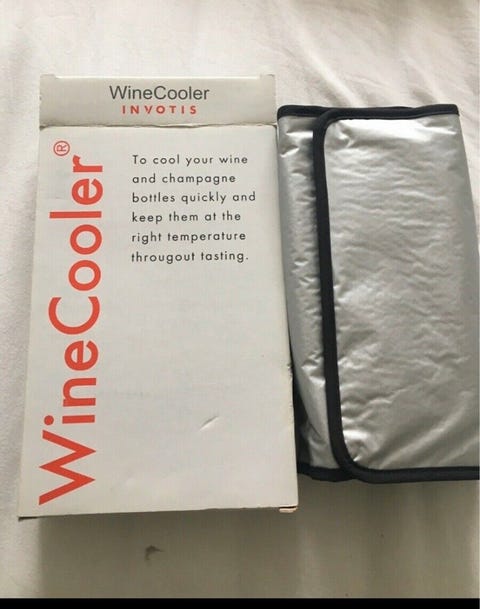 WineCooler
INVOTIS
To cool your wine
and champagne
bottles quickly and
keep them at the
right temperature
througout tasting.
WineCooler®